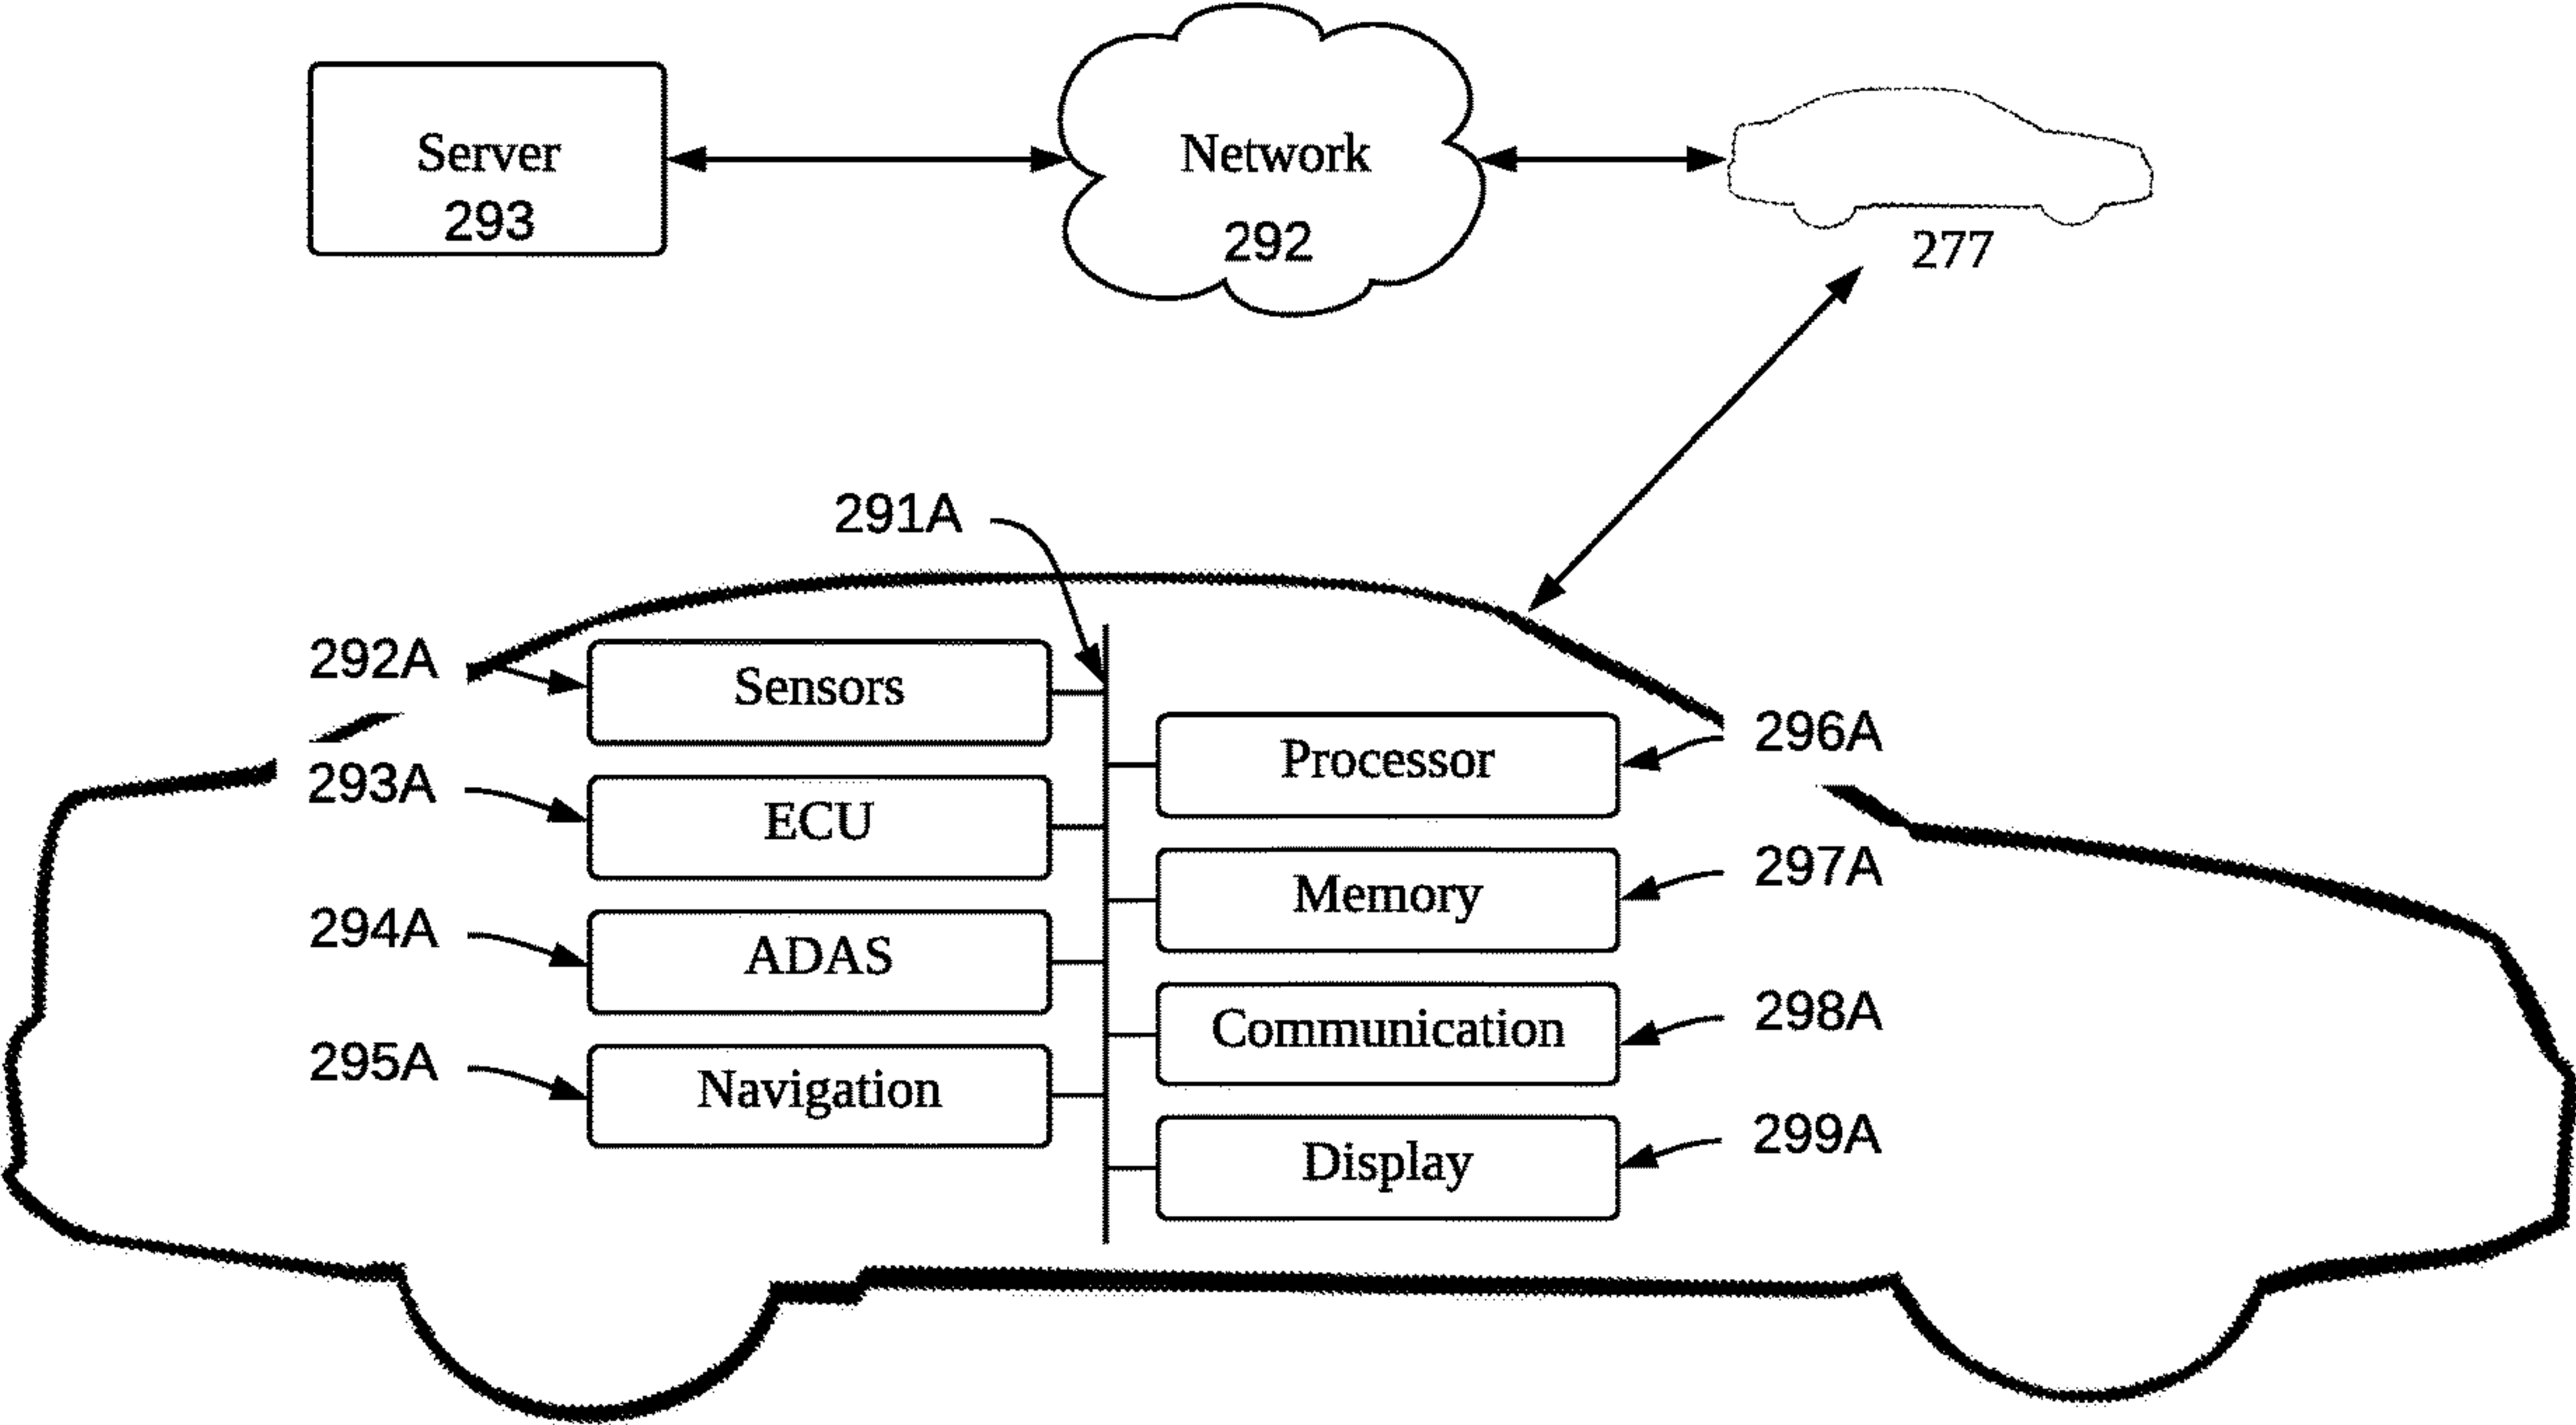 Server
293
Network
292
277
291A
292A
Sensors
293A
ECU
294A
ADAS
295A
Navigation
Processor
296A
Memory
297A
Communication
298A
Display
299A